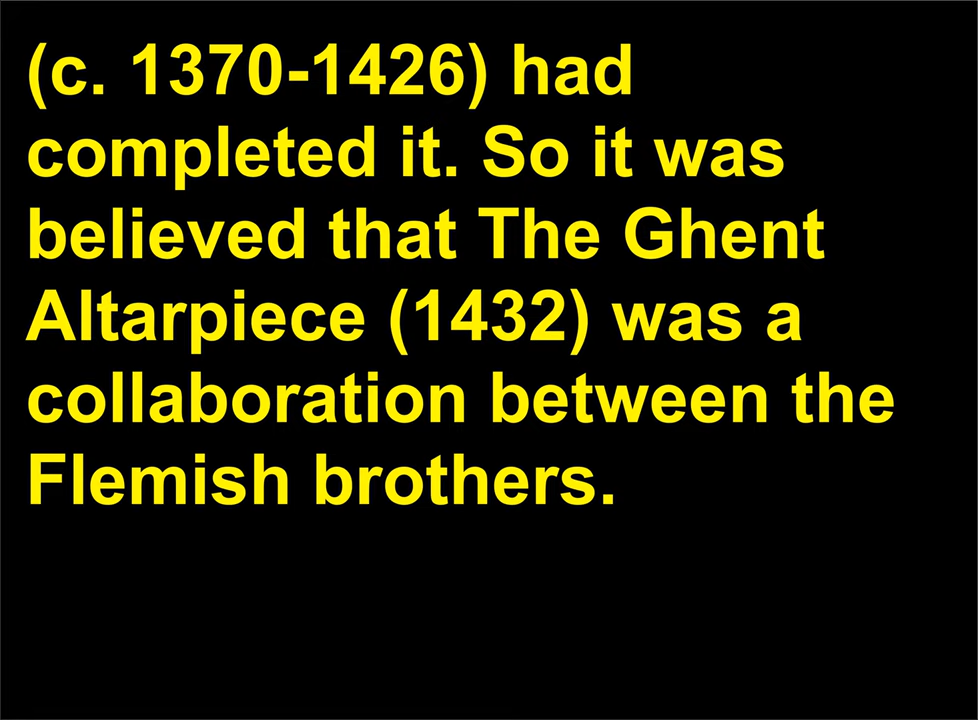 (c. 1370-1426) had
completed it. So it was
believed that The Ghent
Altarpiece (1432) was a
collaboration between the
Flemish brothers.